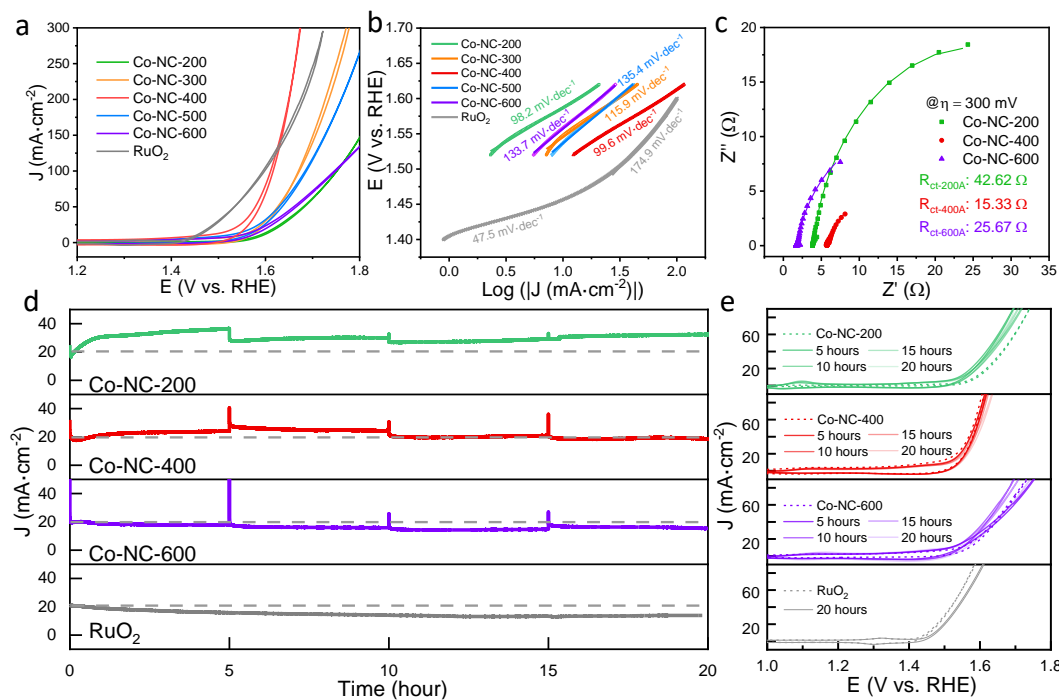 a
J (mA·cm⁻²)
300
250
200
150
100
50
0
Co-NC-200
Co-NC-300
Co-NC-400
Co-NC-500
Co-NC-600
RuO₂
1.2 1.4 1.6 1.8
E (V vs. RHE)
b
E (V vs. RHE)
1.70
1.60
1.50
1.40
Co-NC-200
Co-NC-300
Co-NC-400
Co-NC-500
Co-NC-600
RuO₂
135.4 mV·dec⁻¹
98.2 mV·dec⁻¹
115.9 mV·dec⁻¹
133.7 mV·dec⁻¹
99.6 mV·dec⁻¹
174.9 mV·dec⁻¹
47.5 mV·dec⁻¹
0.0 0.5 1.0 1.5 2.0
Log (|J (mA·cm⁻²)|)
c
Z'' (Ω)
20
15
10
5
0
@η = 300 mV
Co-NC-200
Co-NC-400
Co-NC-600
Rct-200A: 42.62 Ω
Rct-400A: 15.33 Ω
Rct-600A: 25.67 Ω
0 5 10 15 20 25 30 35
Z' (Ω)
d
J (mA·cm⁻²)
40
20
0
Co-NC-200
40
20
0
Co-NC-400
40
20
0
Co-NC-600
40
20
0
RuO₂
0 5 10 15 20
Time (hour)
e
J (mA·cm⁻²)
60
20
Co-NC-200
5 hours 15 hours
10 hours 20 hours
60
20
Co-NC-400
5 hours 15 hours
10 hours 20 hours
60
20
Co-NC-600
5 hours 15 hours
10 hours 20 hours
60
20
RuO₂
20 hours
1.0 1.2 1.4 1.6 1.8
E (V vs. RHE)